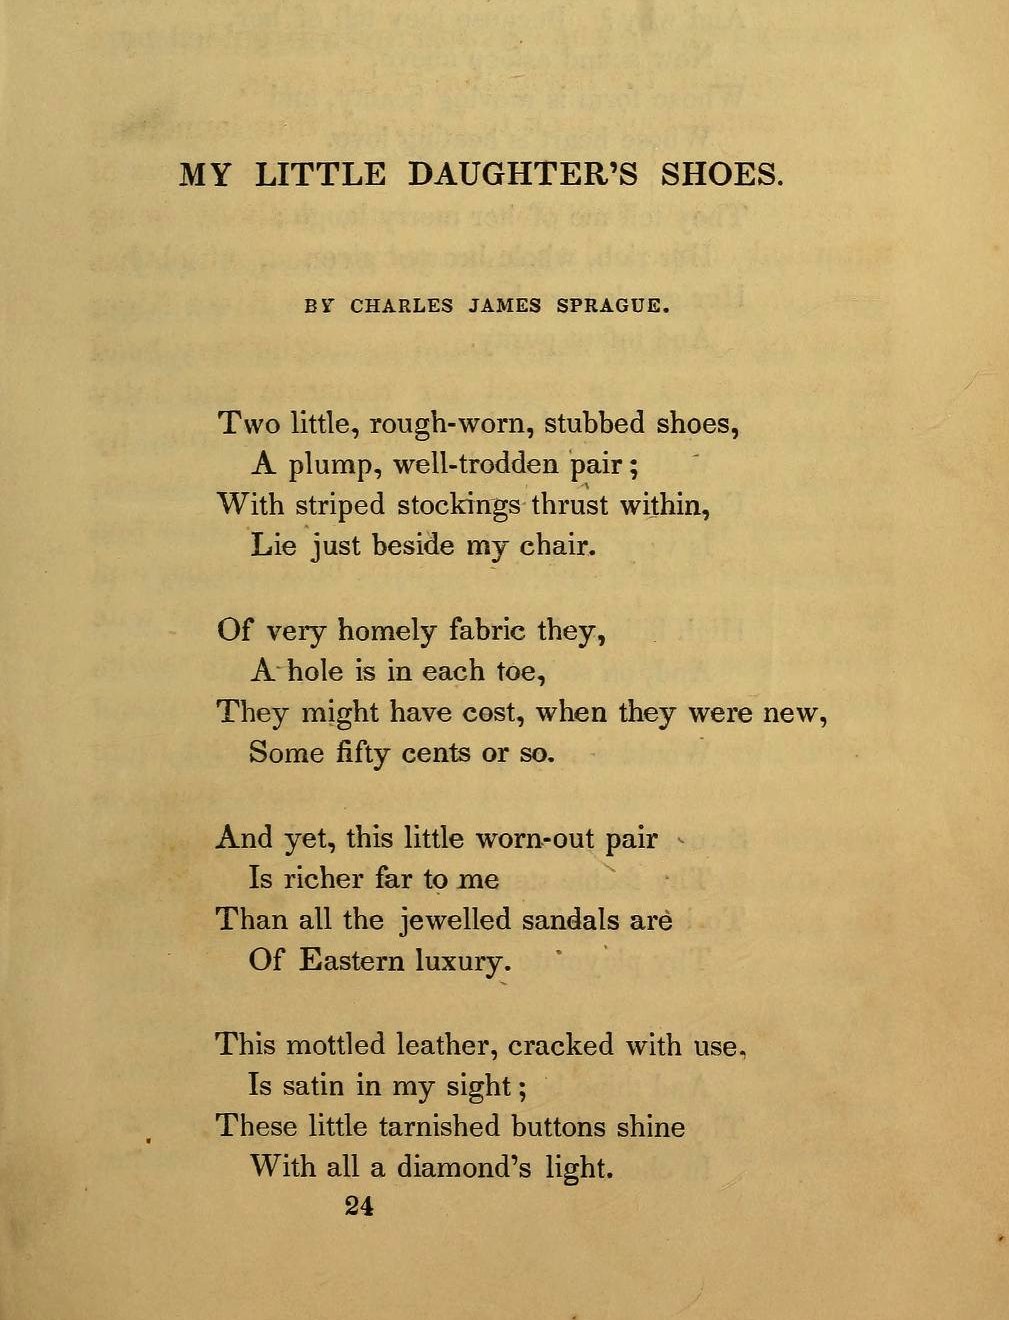 MY LITTLE DAUGHTER'S SHOES.
BY CHARLES JAMES SPRAGUE.
Two little, rough-worn, stubbed shoes,
A plump, well-trodden pair;
With striped stockings thrust within,
Lie just beside my chair.
Of very homely fabric they,
A hole is in each toe,
They might have cost, when they were new,
Some fifty cents or so.
And yet, this little worn-out pair
Is richer far to me
Than all the jewelled sandals are
Of Eastern luxury.
This mottled leather, cracked with use,
Is satin in my sight;
These little tarnished buttons shine
With all a diamond's light.
24